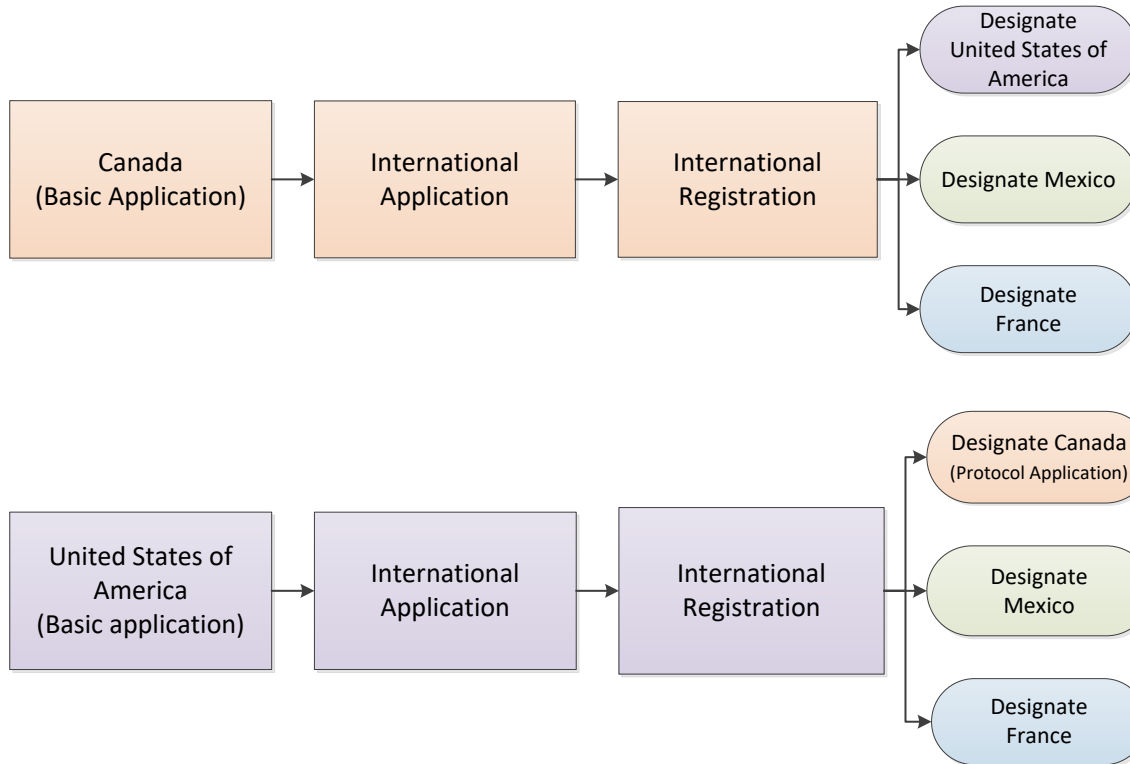 Designate
United States of
America
Canada
(Basic Application)
International
Application
International
Registration
Designate Mexico
Designate
France
Designate Canada
(Protocol Application)
United States of
America
(Basic application)
International
Application
International
Registration
Designate
Mexico
Designate
France